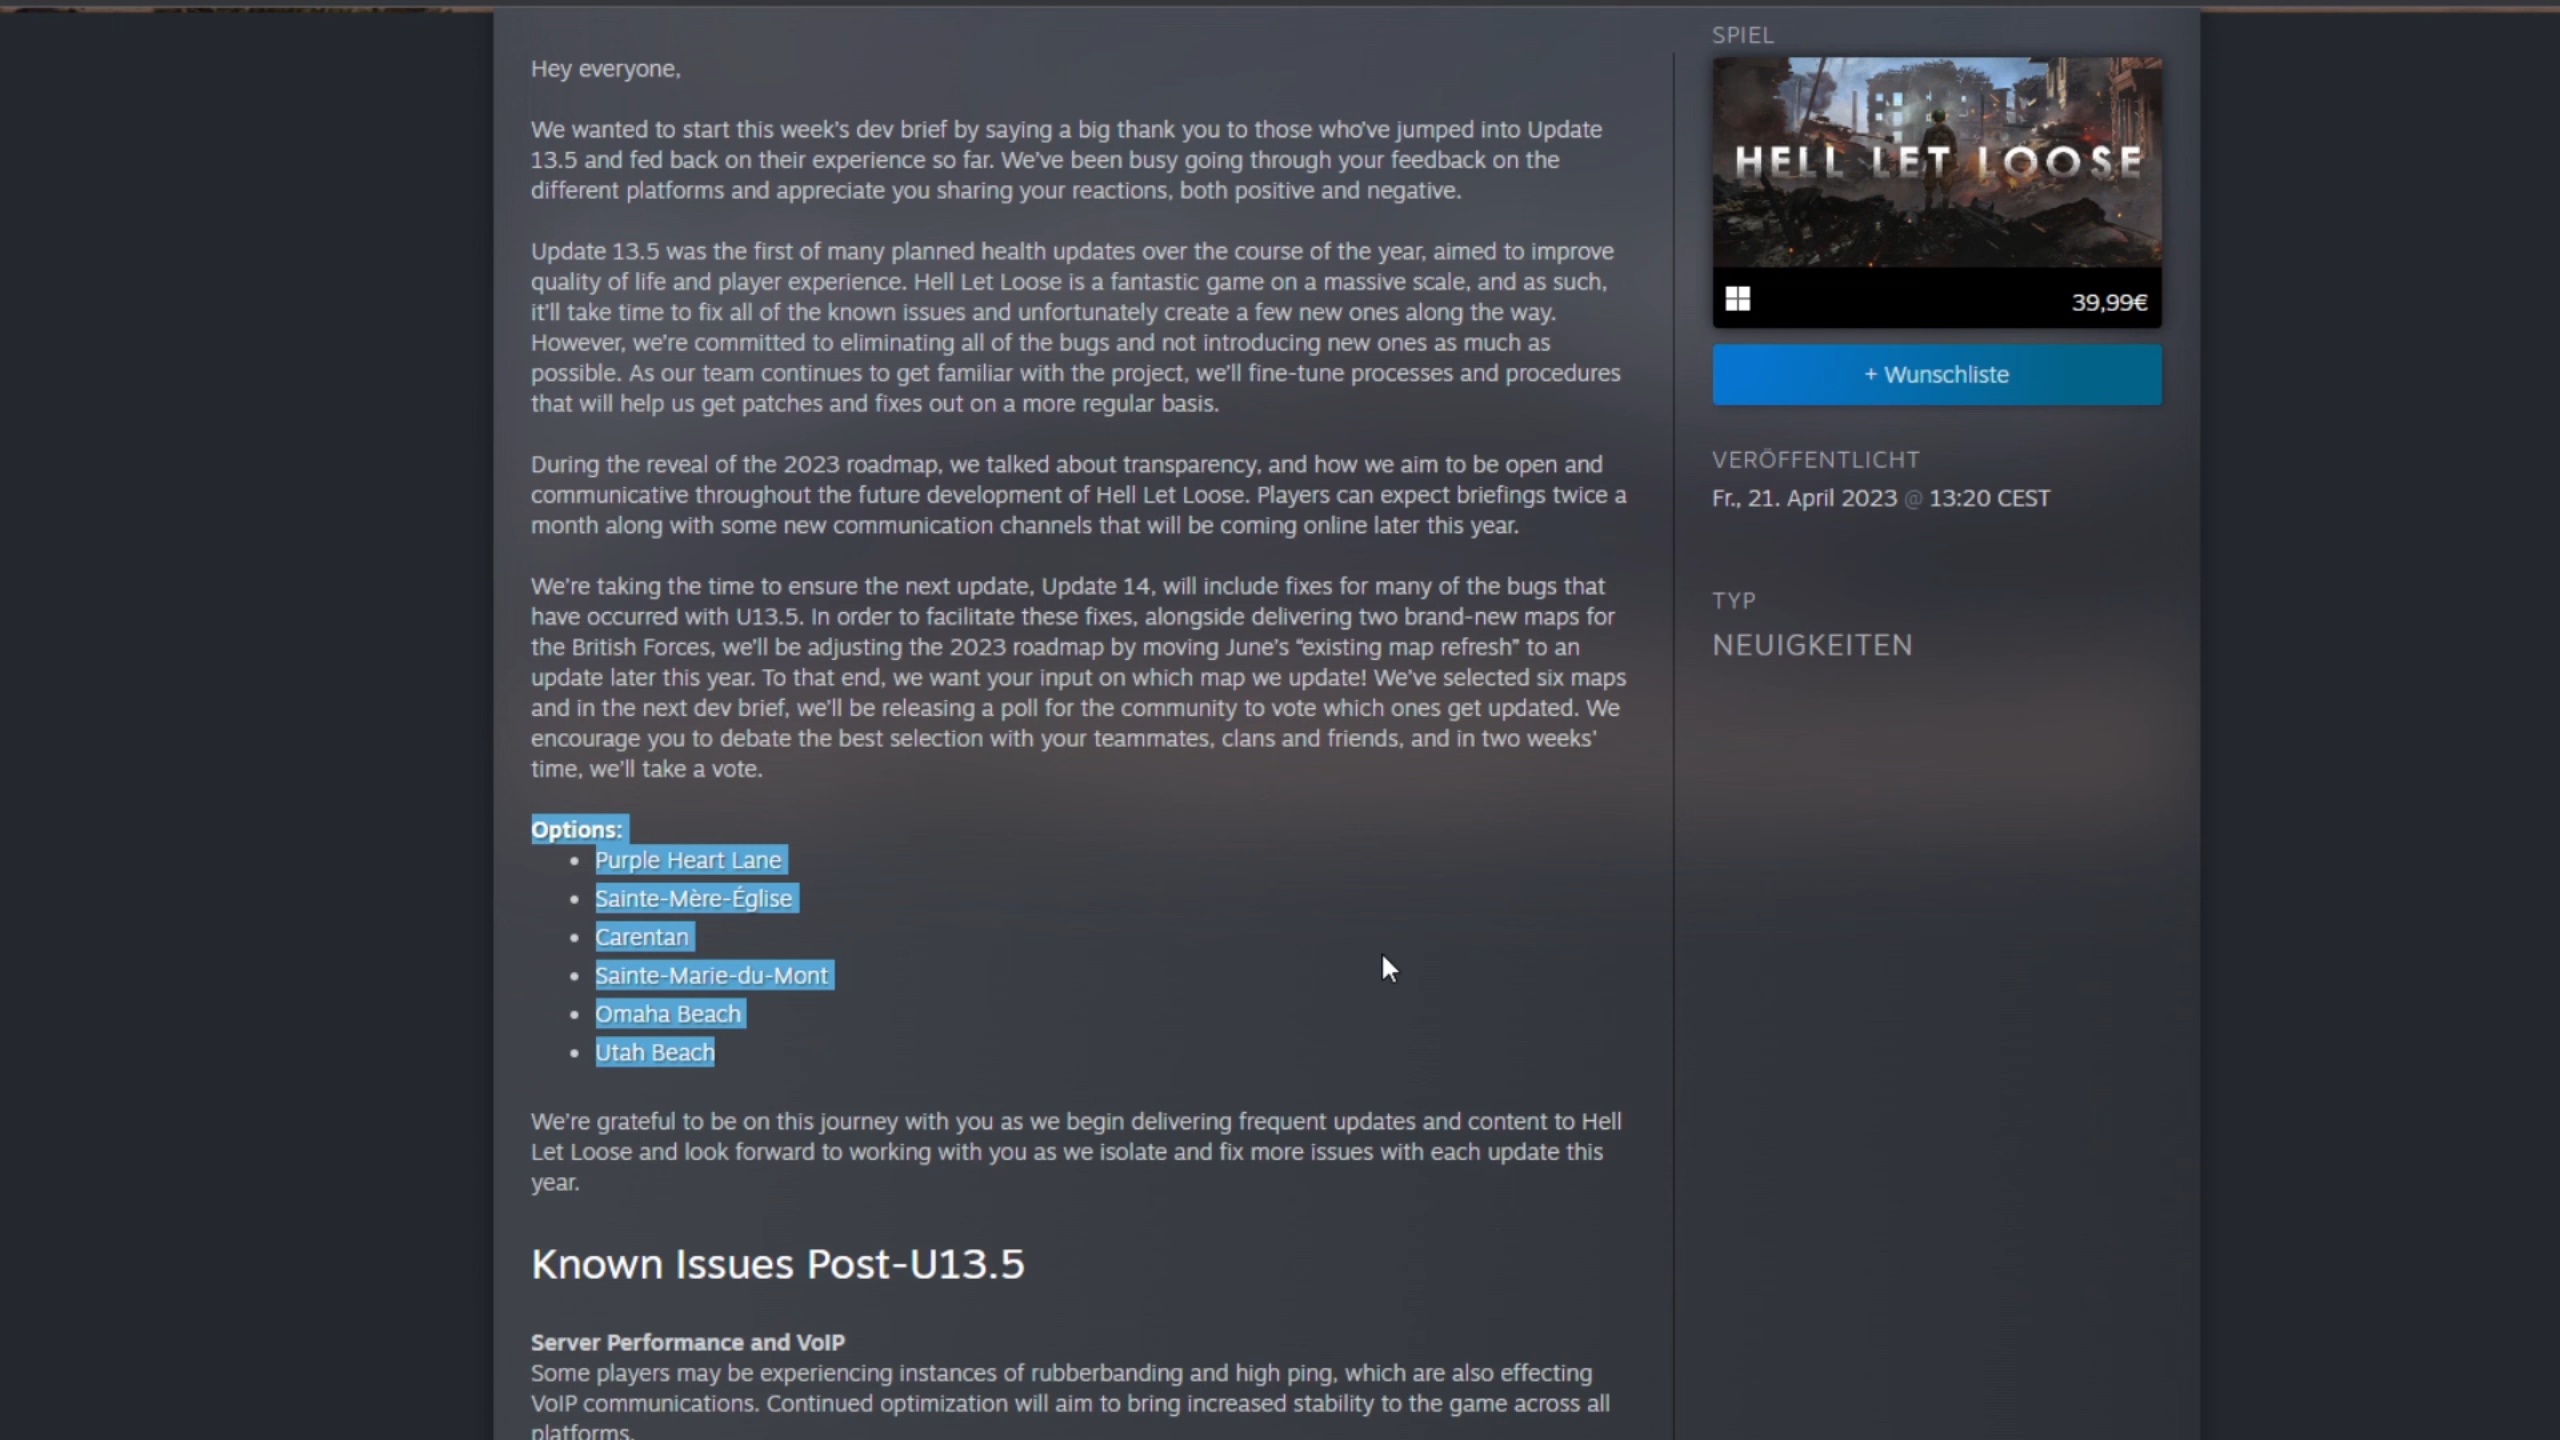 Hey everyone,
We wanted to start this week's dev brief by saying a big thank you to those who've jumped into Update
13.5 and fed back on their experience so far. We've been busy going through your feedback on the
different platforms and appreciate you sharing your reactions, both positive and negative.
Update 13.5 was the first of many planned health updates over the course of the year, aimed to improve
quality of life and player experience. Hell Let Loose is a fantastic game on a massive scale, and as such,
it'll take time to fix all of the known issues and unfortunately create a few new ones along the way.
However, we're committed to eliminating all of the bugs and not introducing new ones as much as
possible. As our team continues to get familiar with the project, we'll fine-tune processes and procedures
that will help us get patches and fixes out on a more regular basis.
During the reveal of the 2023 roadmap, we talked about transparency, and how we aim to be open and
communicative throughout the future development of Hell Let Loose. Players can expect briefings twice a
month along with some new communication channels that will be coming online later this year.
We're taking the time to ensure the next update, Update 14, will include fixes for many of the bugs that
have occurred with U13.5. In order to facilitate these fixes, alongside delivering two brand-new maps for
the British Forces, we'll be adjusting the 2023 roadmap by moving June's “existing map refresh” to an
update later this year. To that end, we want your input on which map we update! We've selected six maps
and in the next dev brief, we'll be releasing a poll for the community to vote which ones get updated. We
encourage you to debate the best selection with your teammates, clans and friends, and in two weeks'
time, we'll take a vote.
Options:
• Purple Heart Lane
• Sainte-Mère-Église
• Carentan
• Sainte-Marie-du-Mont
• Omaha Beach
• Utah Beach
We're grateful to be on this journey with you as we begin delivering frequent updates and content to Hell
Let Loose and look forward to working with you as we isolate and fix more issues with each update this
year.
Known Issues Post-U13.5
Server Performance and VoIP
Some players may be experiencing instances of rubberbanding and high ping, which are also effecting
VoIP communications. Continued optimization will aim to bring increased stability to the game across all
platforms.
SPIEL
HELL LET LOOSE
39,99€
+ Wunschliste
VERÖFFENTLICHT
Fr., 21. April 2023 @ 13:20 CEST
TYP
NEUIGKEITEN